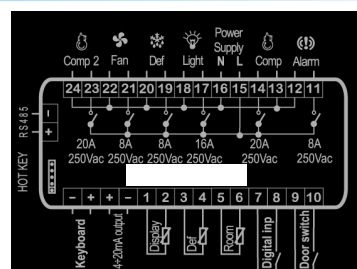 Power
Supply
Comp 2 Fan Def Light N L Comp Alarm
24 23 22 21 20 19 18 17 16 15 14 13 12 11
RS485
- +
20A 8A 8A 16A 20A 8A
250Vac 250Vac 250Vac 250Vac 250Vac 250Vac
HOT KEY
- + + - 1 2 3 4 5 6 7 8 9 10
Keyboard
4÷20mA output
Display
Def
Room
Digital inp
Door switch